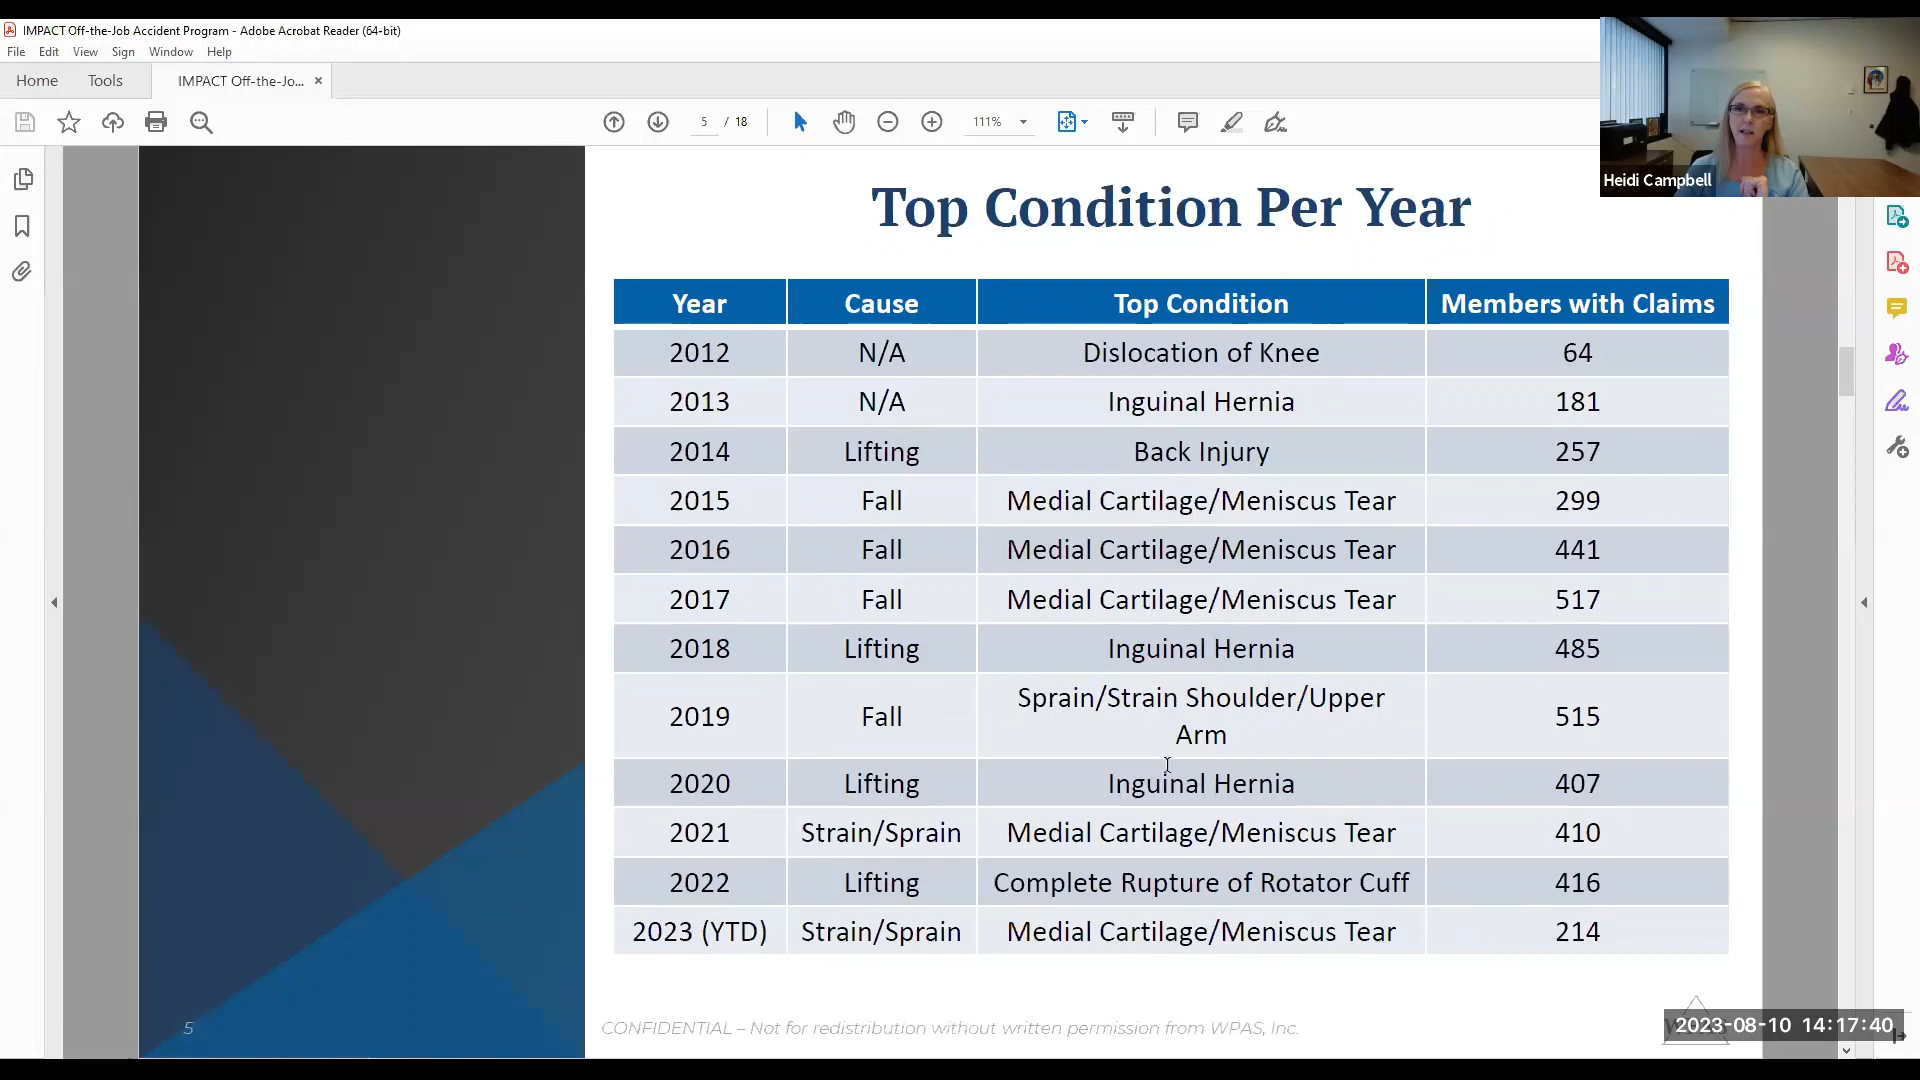 IMPACT Off-the-Job Accident Program - Adobe Acrobat Reader (64-bit)
File Edit View Sign Window Help
Home Tools IMPACT Off-the-Jo... ×
5 / 18 111%
Heidi Campbell
Top Condition Per Year
Year Cause Top Condition Members with Claims
2012 N/A Dislocation of Knee 64
2013 N/A Inguinal Hernia 181
2014 Lifting Back Injury 257
2015 Fall Medial Cartilage/Meniscus Tear 299
2016 Fall Medial Cartilage/Meniscus Tear 441
2017 Fall Medial Cartilage/Meniscus Tear 517
2018 Lifting Inguinal Hernia 485
2019 Fall Sprain/Strain Shoulder/Upper
Arm 515
2020 Lifting Inguinal Hernia 407
2021 Strain/Sprain Medial Cartilage/Meniscus Tear 410
2022 Lifting Complete Rupture of Rotator Cuff 416
2023 (YTD) Strain/Sprain Medial Cartilage/Meniscus Tear 214
5 CONFIDENTIAL – Not for redistribution without written permission from WPAS, Inc.
2023-08-10 14:17:40